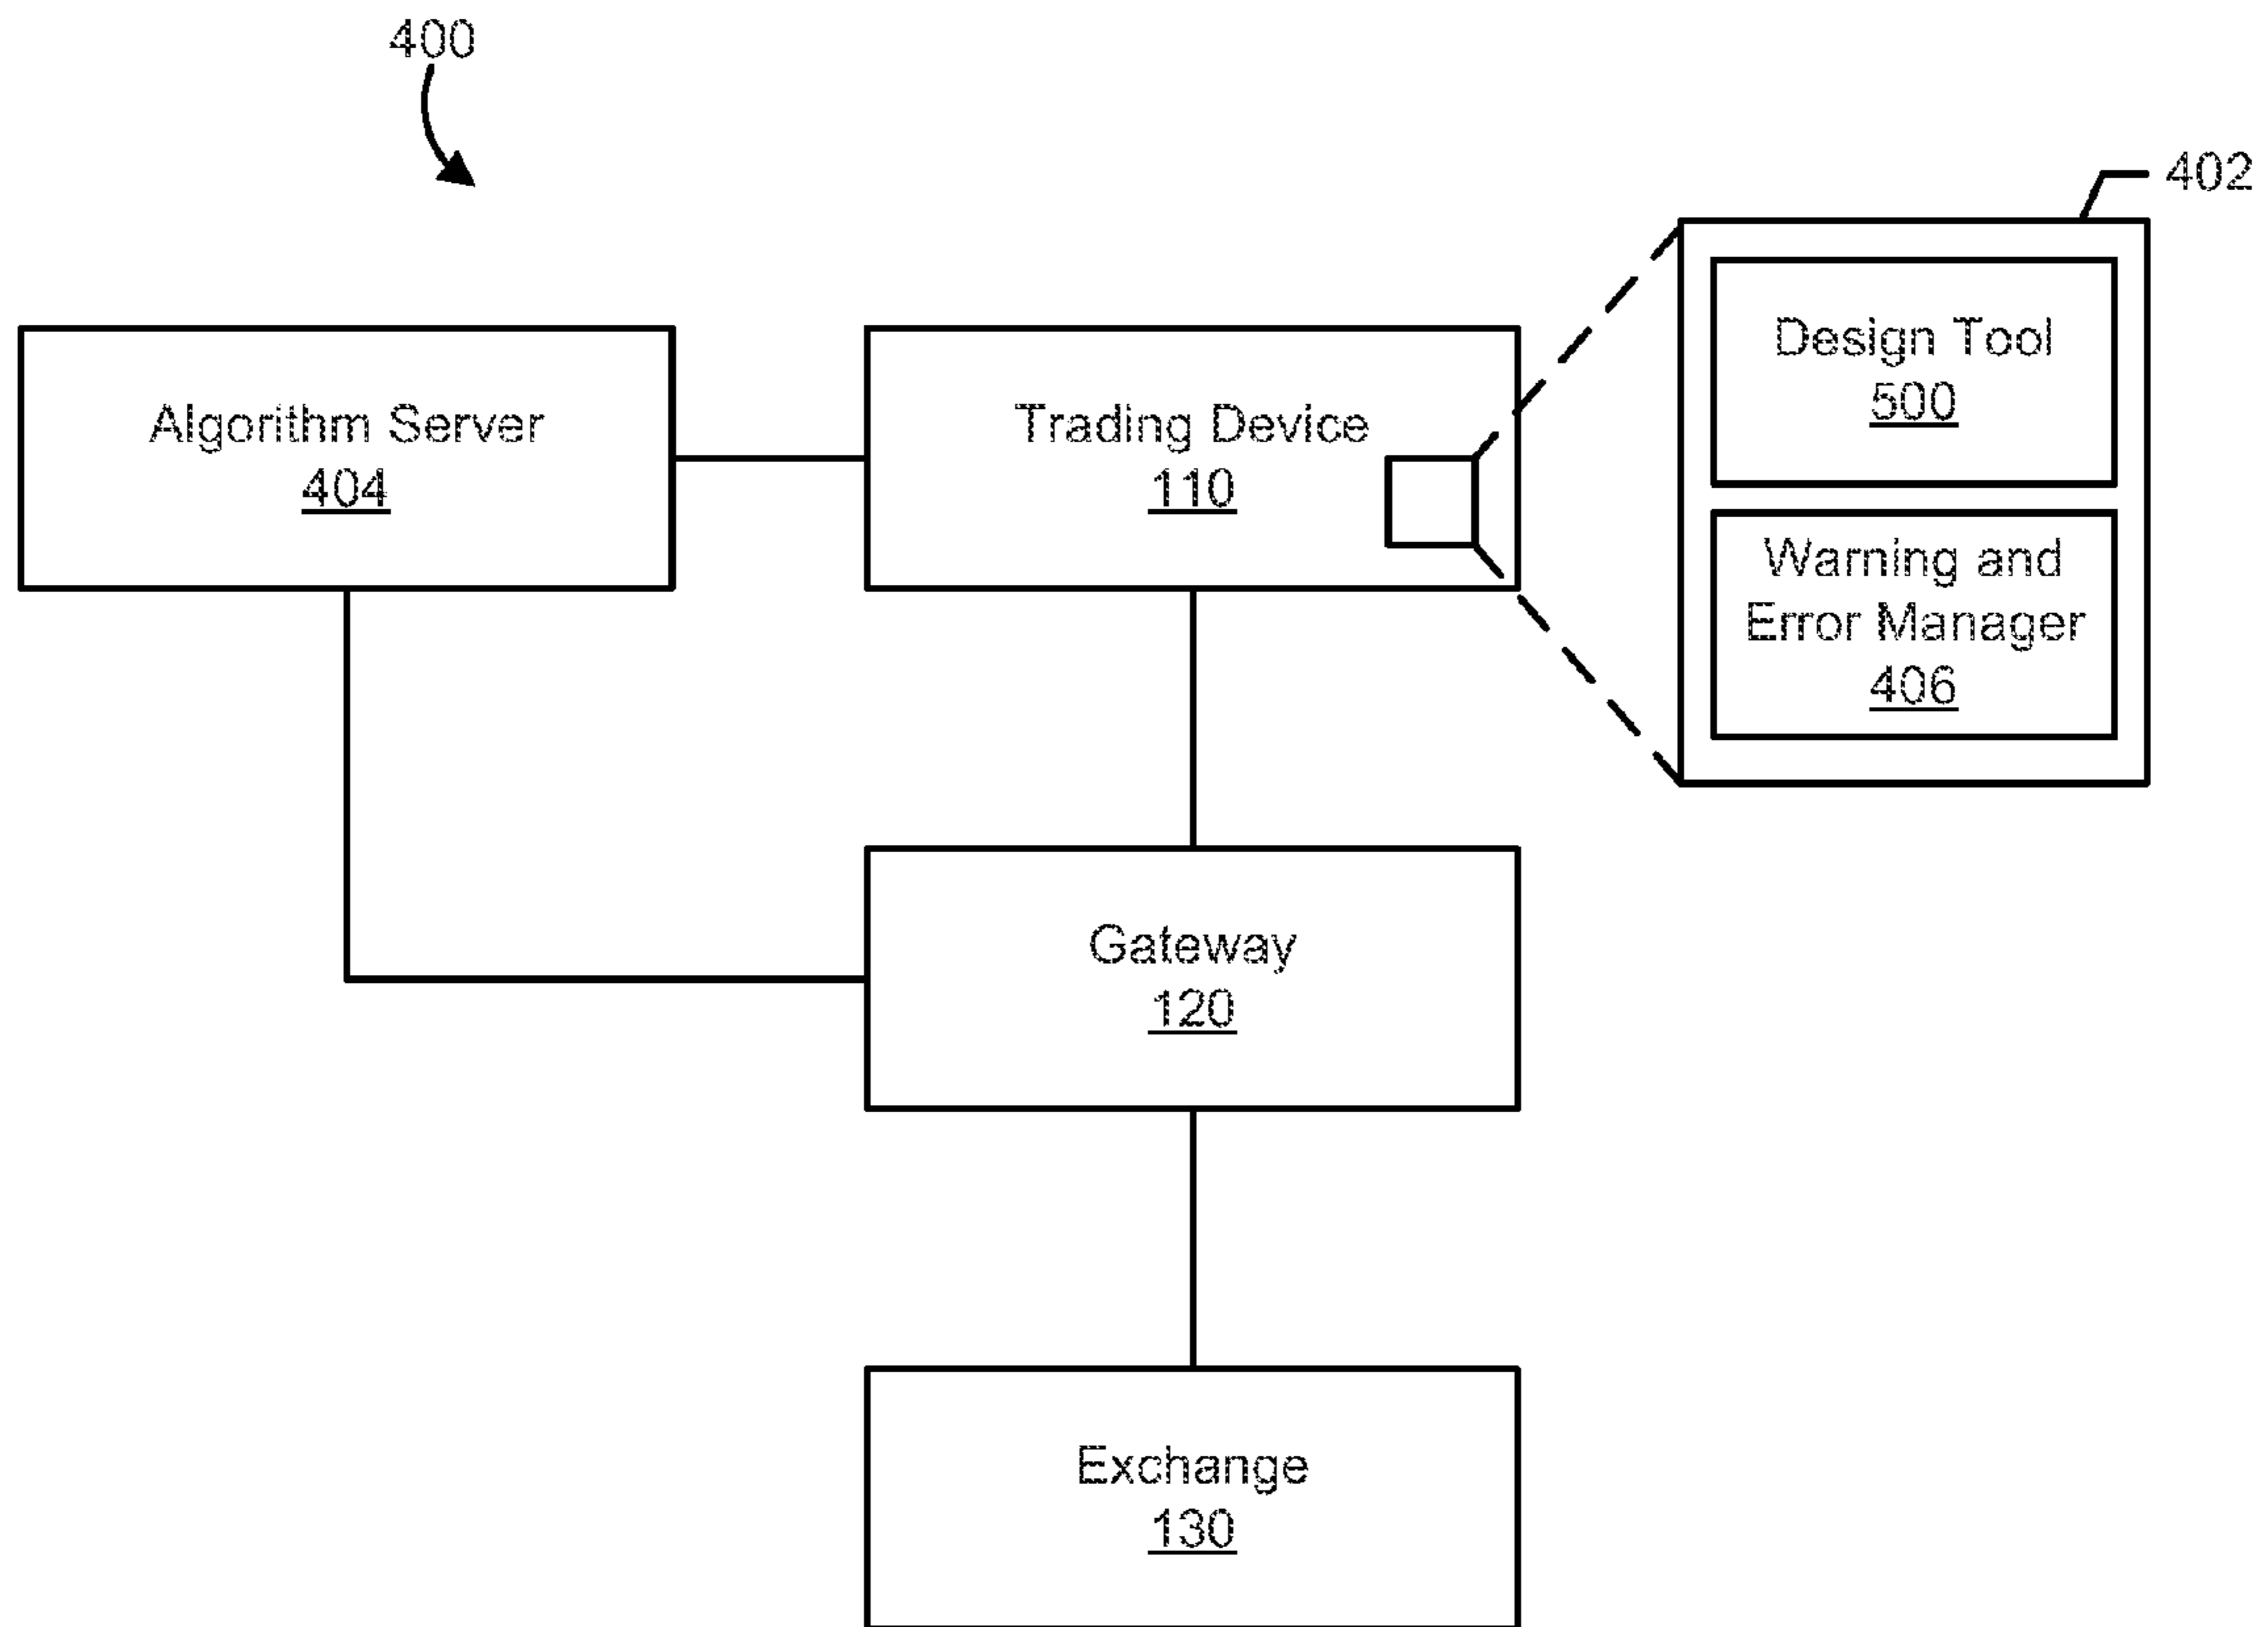 400
402
Design Tool
500
Algorithm Server
404
Trading Device
110
Warning and
Error Manager
406
Gateway
120
Exchange
130